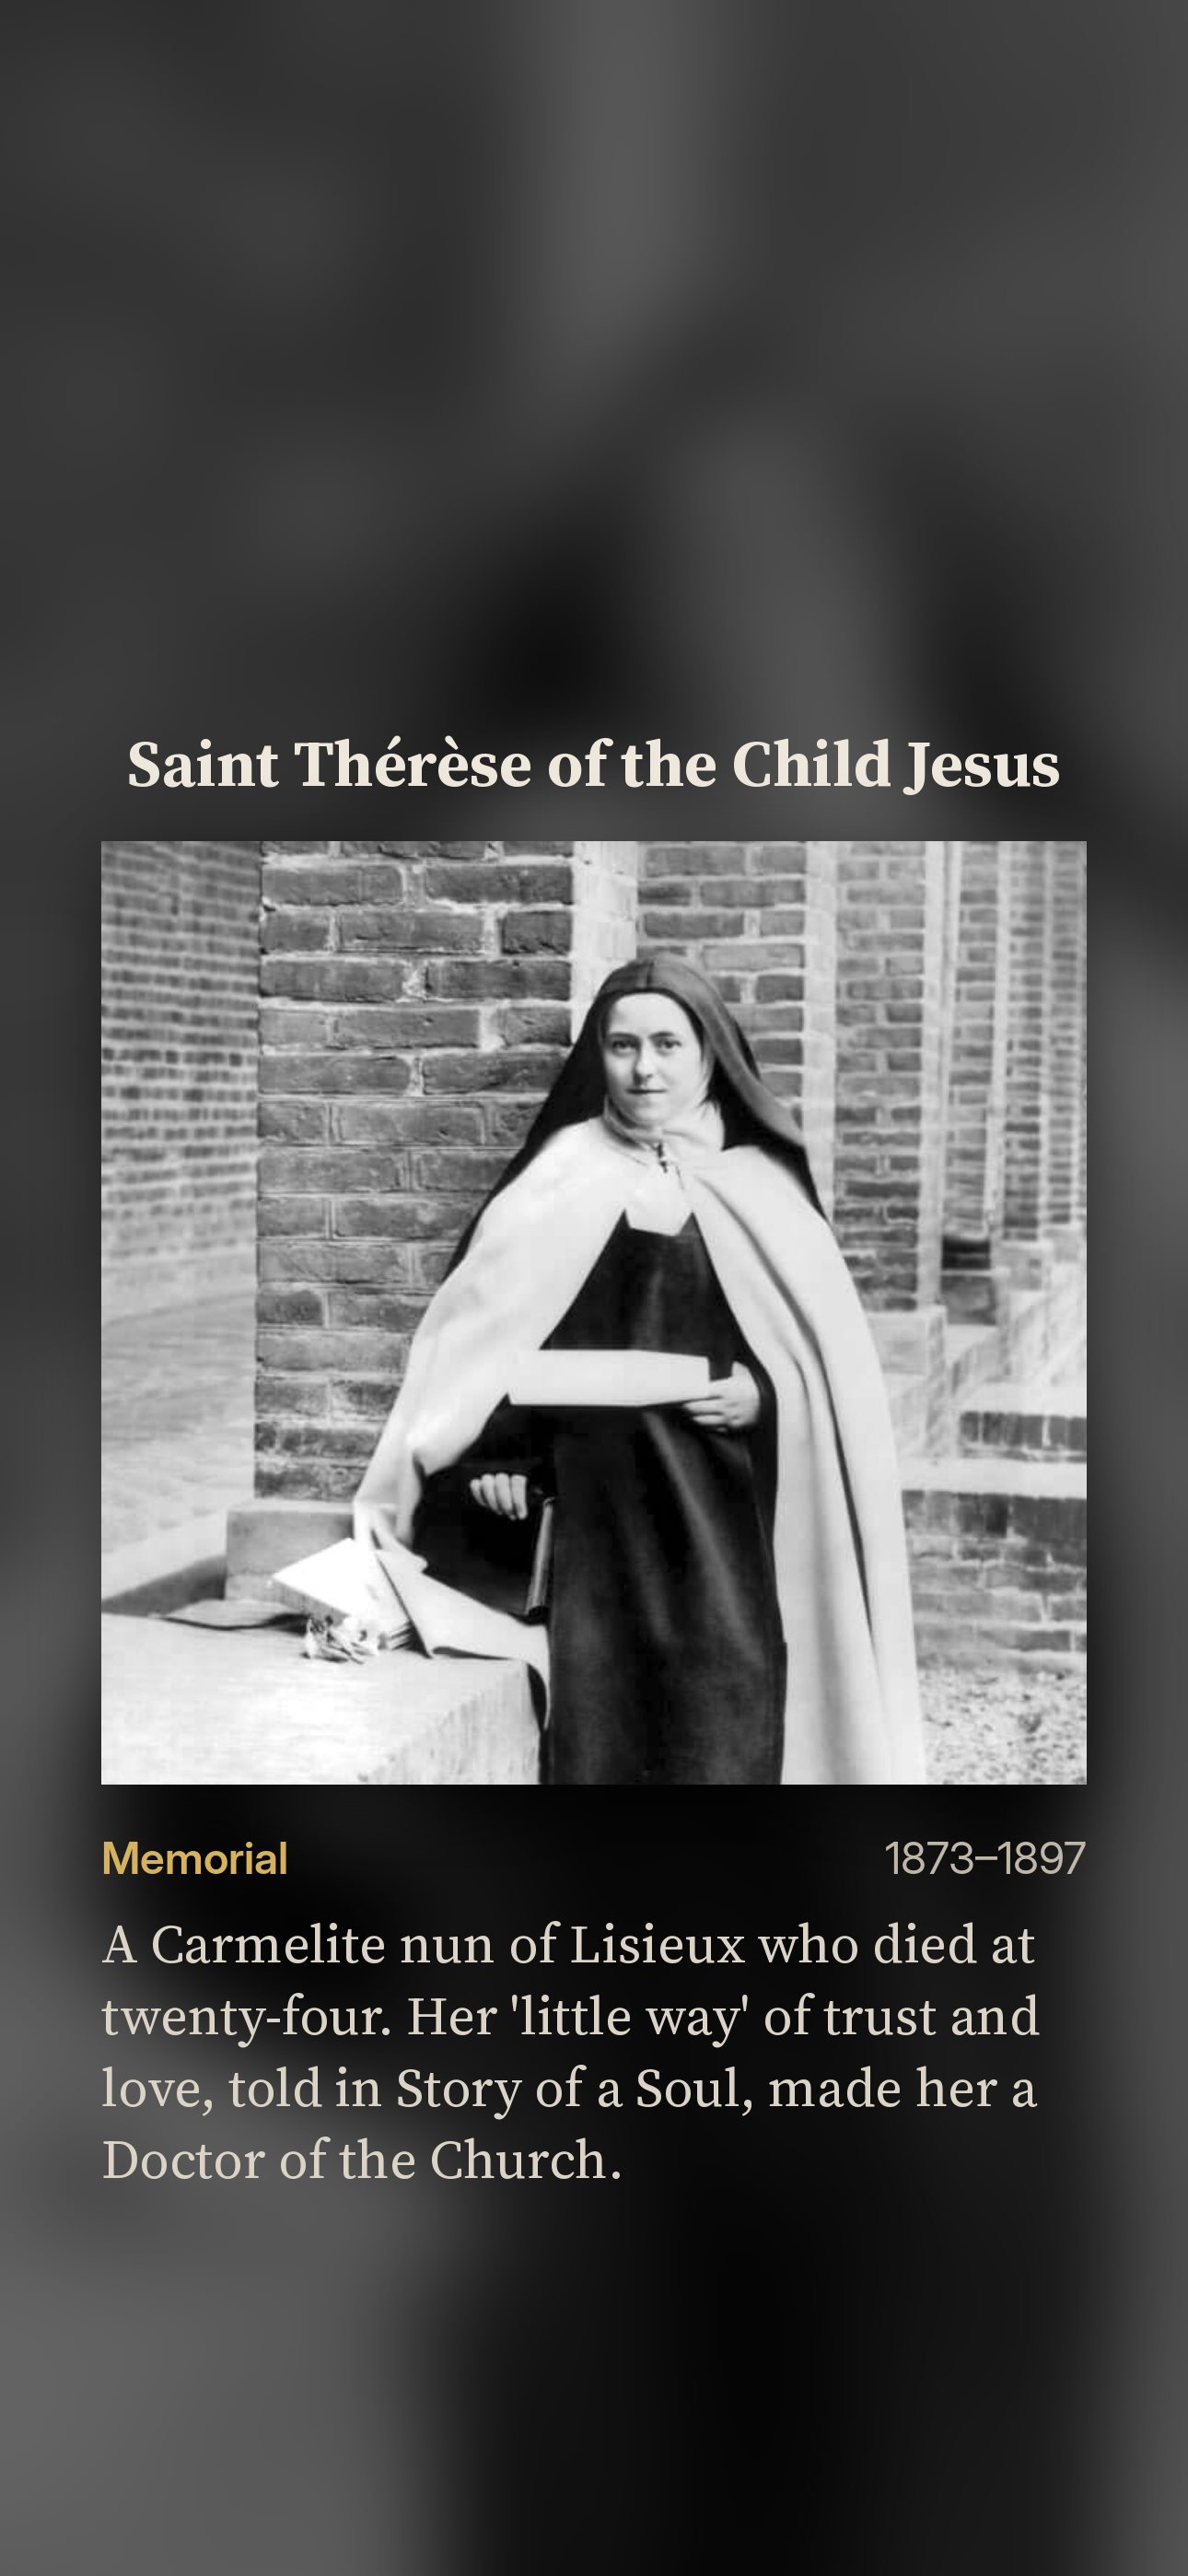 Saint Thérèse of the Child Jesus
Memorial
1873–1897
A Carmelite nun of Lisieux who died at
twenty-four. Her 'little way' of trust and
love, told in Story of a Soul, made her a
Doctor of the Church.